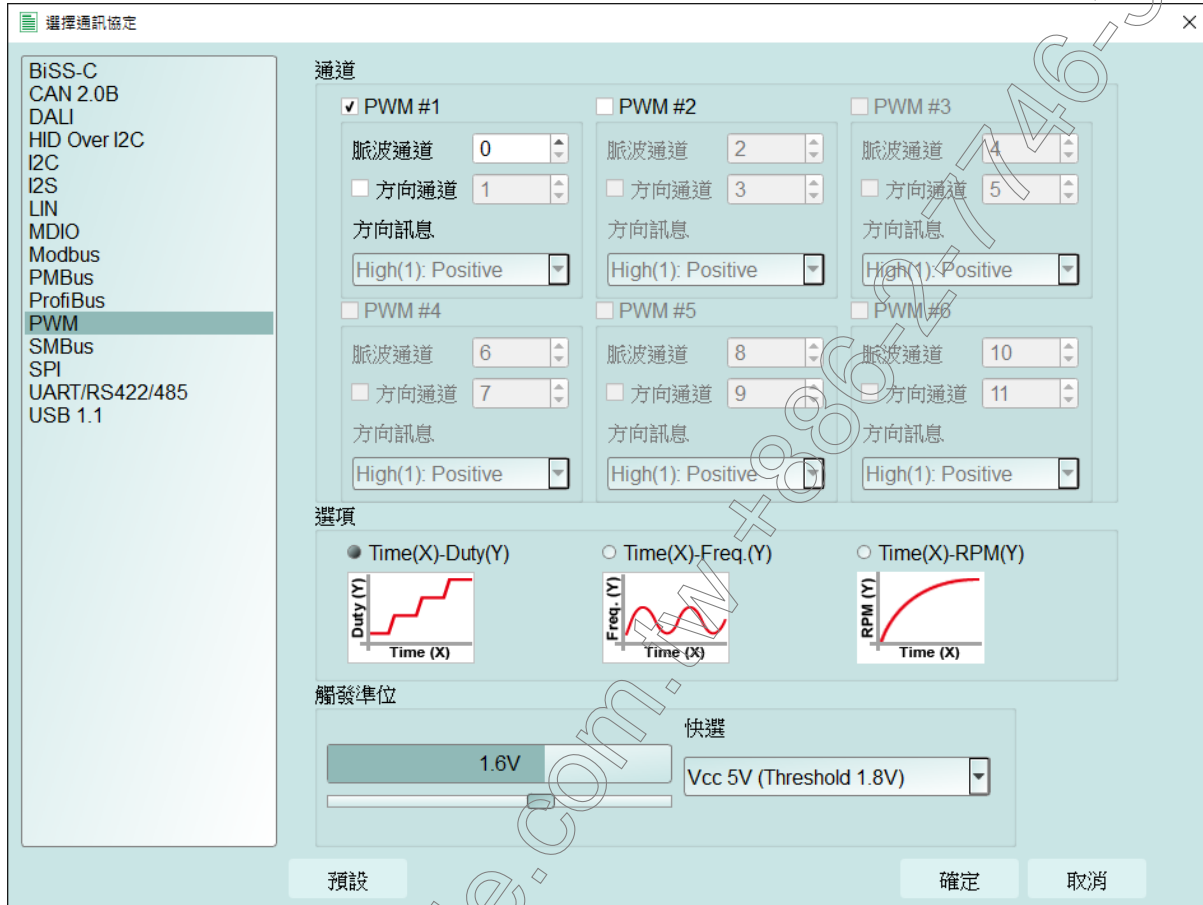 選擇通訊協定
BiSS-C
CAN 2.0B
DALI
HID Over I2C
I2C
I2S
LIN
MDIO
Modbus
PMBus
ProfiBus
PWM
SMBus
SPI
UART/RS422/485
USB 1.1
通道
PWM #1
脈波通道 0
方向通道 1
方向訊息
High(1): Positive
PWM #2
脈波通道 2
方向通道 3
方向訊息
High(1): Positive
PWM #3
脈波通道 4
方向通道 5
方向訊息
High(1): Positive
PWM #4
脈波通道 6
方向通道 7
方向訊息
High(1): Positive
PWM #5
脈波通道 8
方向通道 9
方向訊息
High(1): Positive
PWM #6
脈波通道 10
方向通道 11
方向訊息
High(1): Positive
選項
Time(X)-Duty(Y)
Duty (Y)
Time (X)
Time(X)-Freq.(Y)
Freq. (Y)
Time (X)
Time(X)-RPM(Y)
RPM (Y)
Time (X)
觸發準位
1.6V
快選
Vcc 5V (Threshold 1.8V)
預設
確定
取消
e.com.tw +886-2-7746-